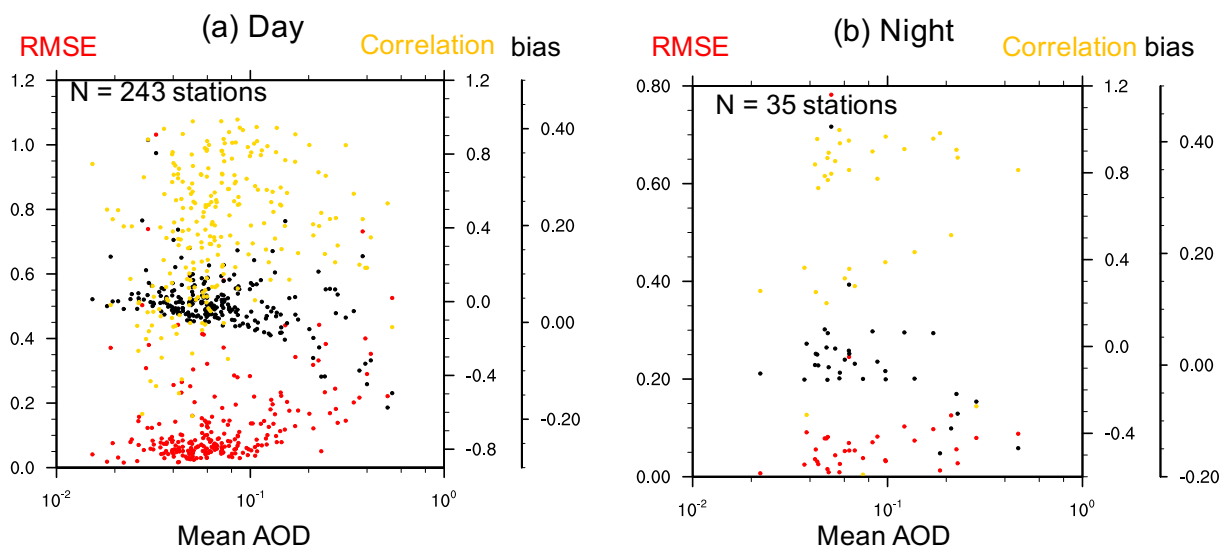 (a) Day
RMSE Correlation bias
N = 243 stations
1.2 1.2
0.40
1.0
0.8
0.8
0.20
0.4
0.6
0.0
0.00
0.4
-0.4
0.2
-0.20
-0.8
0.0
10-2 10-1 100
Mean AOD
(b) Night
RMSE Correlation bias
N = 35 stations
0.80 1.2
0.40
0.8
0.60
0.4
0.20
0.40
0.0
0.00
0.20
-0.4
0.00 -0.20
10-2 10-1 100
Mean AOD